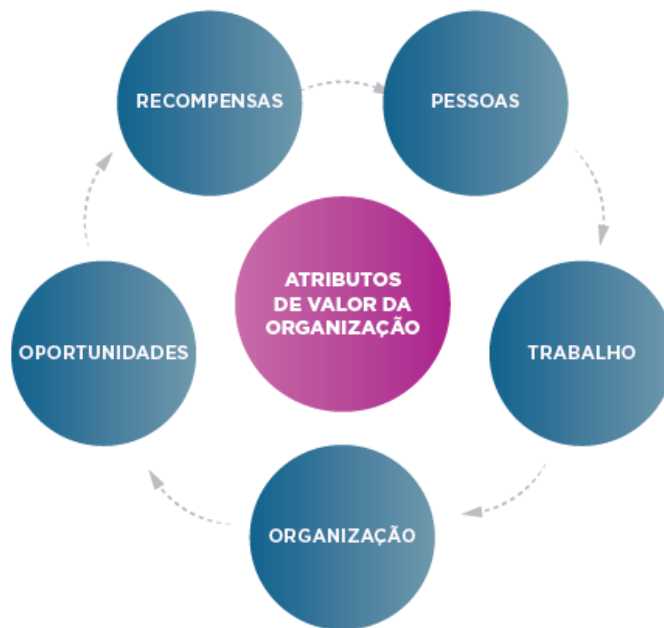 RECOMPENSAS
PESSOAS
ATRIBUTOS
DE VALOR DA
ORGANIZAÇÃO
OPORTUNIDADES
TRABALHO
ORGANIZAÇÃO